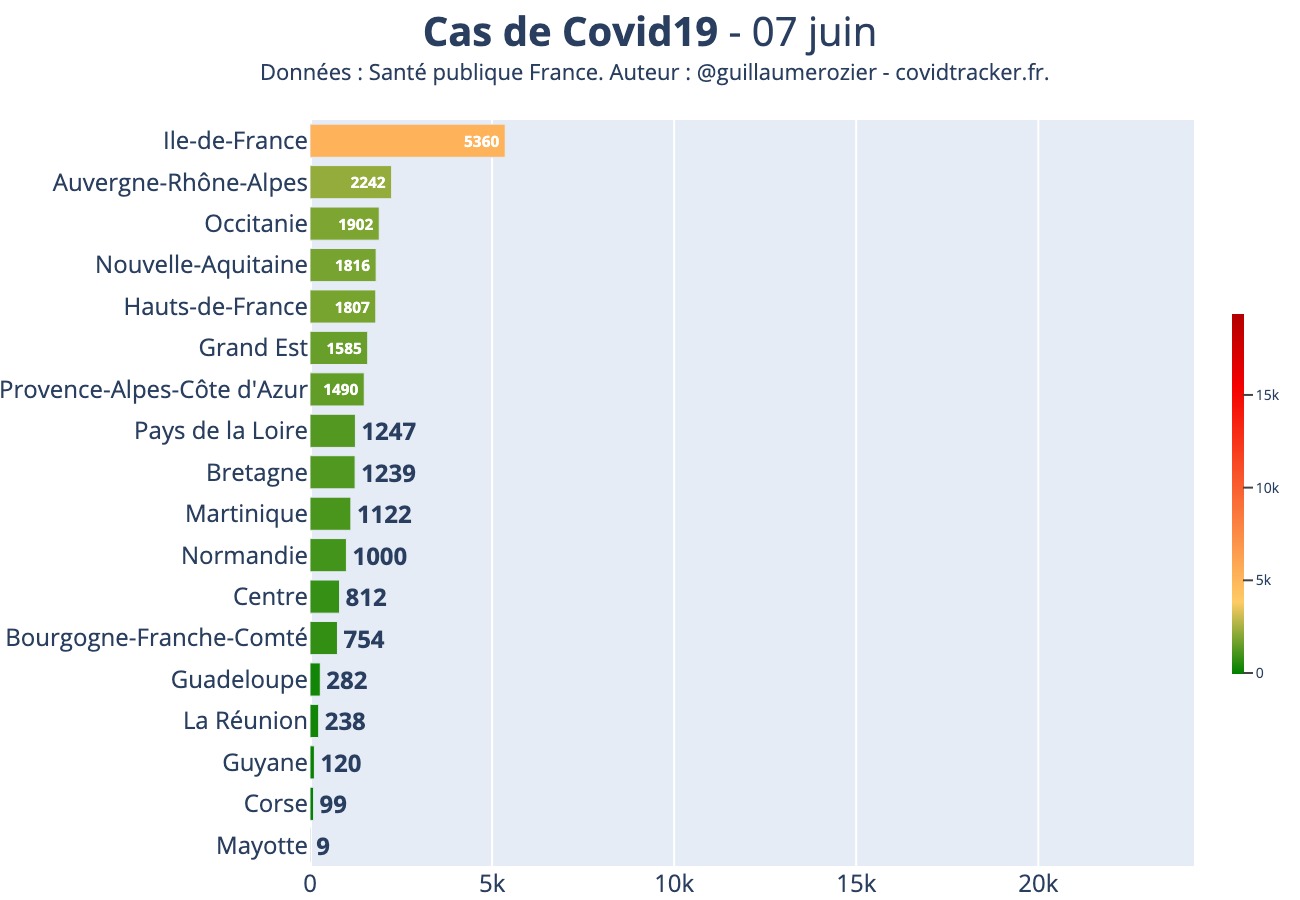 Cas de Covid19 - 07 juin
Données : Santé publique France. Auteur : @guillaumerozier - covidtracker.fr.
Ile-de-France 5360
Auvergne-Rhône-Alpes 2242
Occitanie 1902
Nouvelle-Aquitaine 1816
Hauts-de-France 1807
Grand Est 1585
Provence-Alpes-Côte d'Azur 1490
Pays de la Loire 1247
Bretagne 1239
Martinique 1122
Normandie 1000
Centre 812
Bourgogne-Franche-Comté 754
Guadeloupe 282
La Réunion 238
Guyane 120
Corse 99
Mayotte 9
0 5k 10k 15k 20k
15k
10k
5k
0